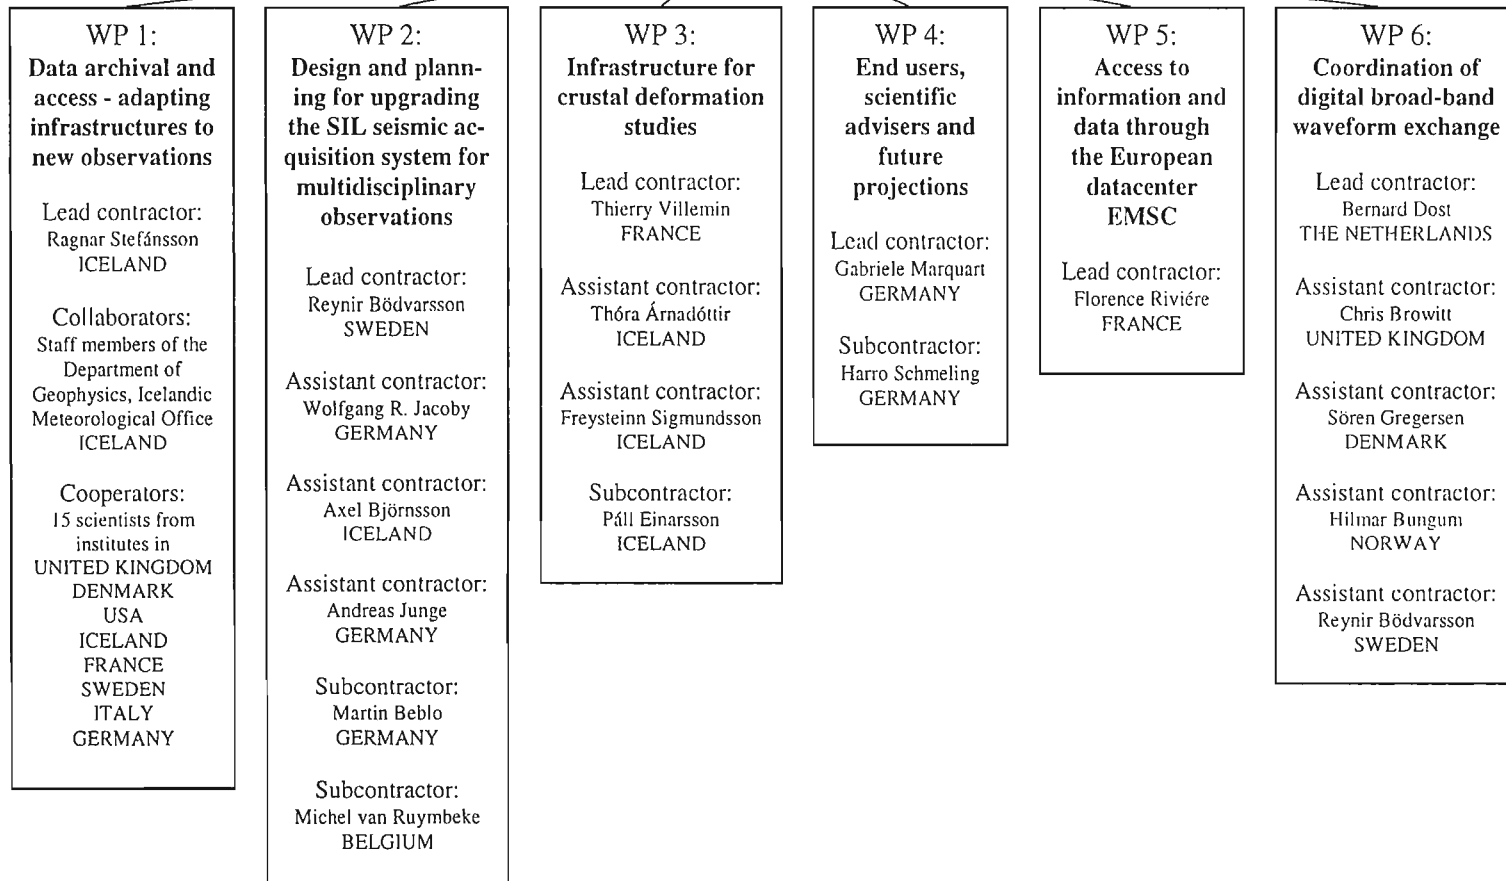 WP 1:
Data archival and
access - adapting
infrastructures to
new observations
Lead contractor:
Ragnar Stefánsson
ICELAND
Collaborators:
Staff members of the
Department of
Geophysics, Icelandic
Meteorological Office
ICELAND
Cooperators:
15 scientists from
institutes in
UNITED KINGDOM
DENMARK
USA
ICELAND
FRANCE
SWEDEN
ITALY
GERMANY
WP 2:
Design and plann-
ing for upgrading
the SIL seismic ac-
quisition system for
multidisciplinary
observations
Lead contractor:
Reynir Bödvarsson
SWEDEN
Assistant contractor:
Wolfgang R. Jacoby
GERMANY
Assistant contractor:
Axel Björnsson
ICELAND
Assistant contractor:
Andreas Junge
GERMANY
Subcontractor:
Martin Beblo
GERMANY
Subcontractor:
Michel van Ruymbeke
BELGIUM
WP 3:
Infrastructure for
crustal deformation
studies
Lead contractor:
Thierry Villemin
FRANCE
Assistant contractor:
Thóra Árnadóttir
ICELAND
Assistant contractor:
Freysteinn Sigmundsson
ICELAND
Subcontractor:
Páll Einarsson
ICELAND
WP 4:
End users,
scientific
advisers and
future
projections
Lead contractor:
Gabriele Marquart
GERMANY
Subcontractor:
Harro Schmeling
GERMANY
WP 5:
Access to
information and
data through
the European
datacenter
EMSC
Lead contractor:
Florence Riviére
FRANCE
WP 6:
Coordination of
digital broad-band
waveform exchange
Lead contractor:
Bernard Dost
THE NETHERLANDS
Assistant contractor:
Chris Browitt
UNITED KINGDOM
Assistant contractor:
Sören Gregersen
DENMARK
Assistant contractor:
Hilmar Bungum
NORWAY
Assistant contractor:
Reynir Bödvarsson
SWEDEN